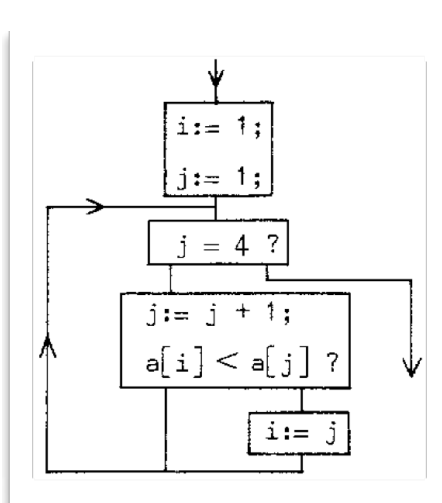 i:= 1;
j:= 1;
j = 4 ?
j:= j + 1;
a[i] < a[j] ?
i:= j